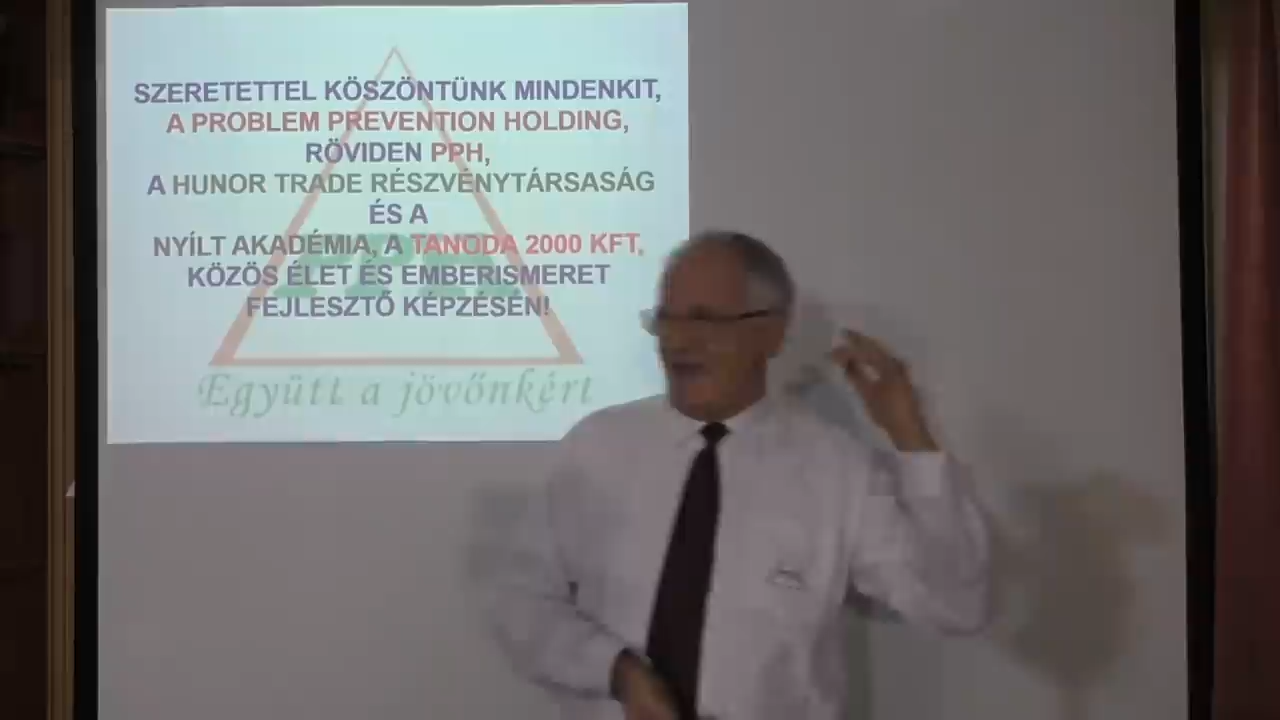 SZERETETTEL KÖSZÖNTÜNK MINDENKIT,
A PROBLEM PREVENTION HOLDING,
RÖVIDEN PPH,
A HUNOR TRADE RÉSZVÉNYTÁRSASÁG
ÉS A
NYÍLT AKADÉMIA, A TANODA 2000 KFT,
KÖZÖS ÉLET ÉS EMBERISMERET
FEJLESZTŐ KÉPZÉSÉN!
PPH
Együtt a jövőnkért